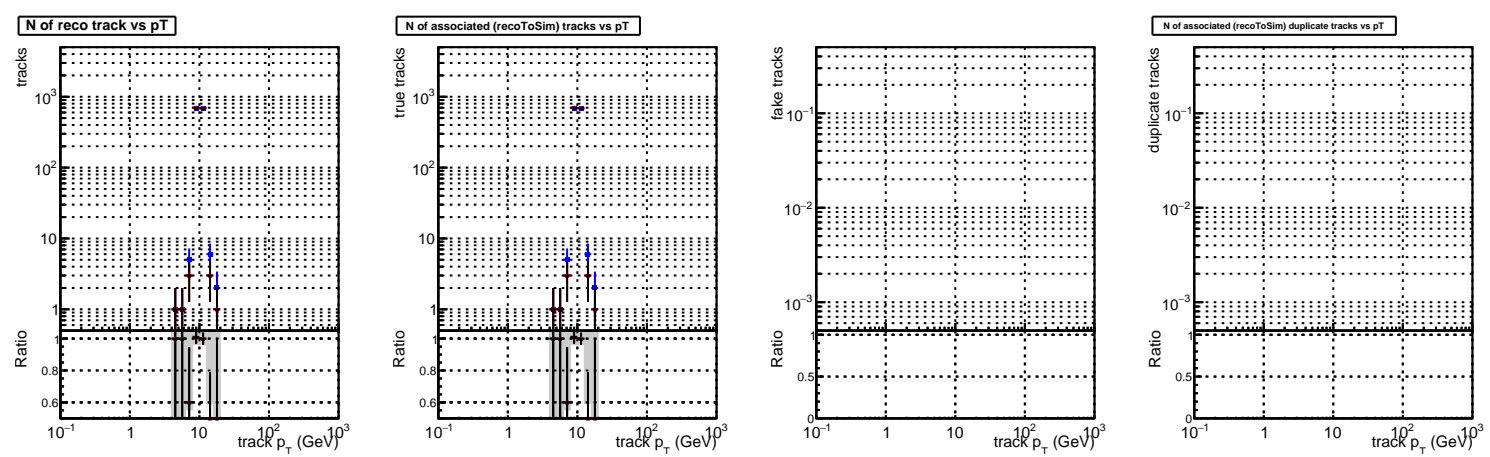 N of reco track vs pT
tracks
10³
10²
10
1
Ratio
1
0.8
0.6
10⁻¹ 1 10 10² 10³
track p_T (GeV)
N of associated (recoToSim) tracks vs pT
true tracks
10³
10²
10
1
Ratio
1
0.8
0.6
10⁻¹ 1 10 10² 10³
track p_T (GeV)
fake tracks
10⁻¹
10⁻²
10⁻³
Ratio
1
0.5
0
10⁻¹ 1 10 10² 10³
track p_T (GeV)
N of associated (recoToSim) duplicate tracks vs pT
duplicate tracks
10⁻¹
10⁻²
10⁻³
Ratio
1
0.5
0
10⁻¹ 1 10 10² 10³
track p_T (GeV)